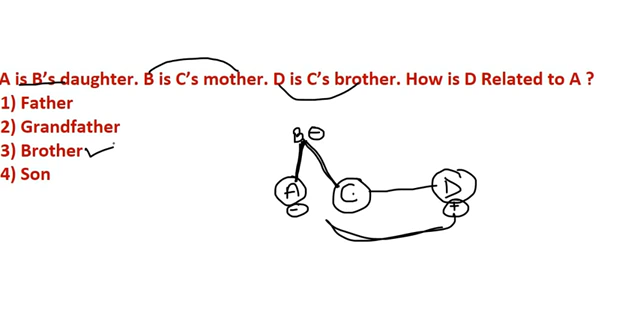 A is B's daughter. B is C's mother. D is C's brother. How is D Related to A ?
1) Father
2) Grandfather
3) Brother
4) Son
B -
A C D
- +